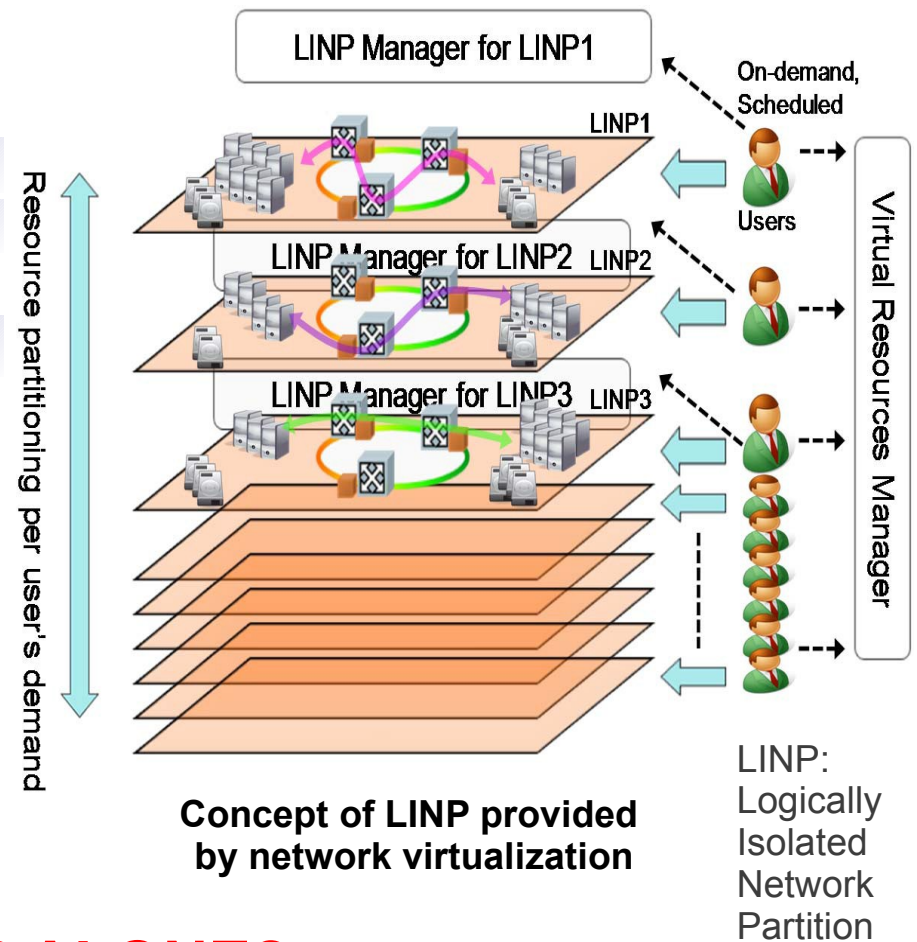 LINP Manager for LINP1
On-demand,
Scheduled
LINP1
Users
LINP Manager for LINP2
LINP2
LINP Manager for LINP3
LINP3
Resource partitioning per user's demand
Virtual Resources Manager
Concept of LINP provided
by network virtualization
LINP:
Logically
Isolated
Network
Partition